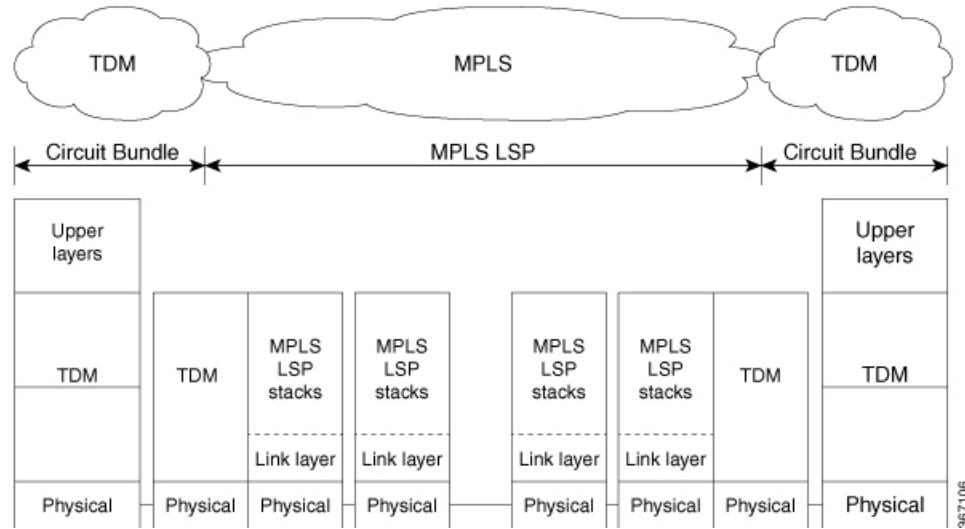 TDM
MPLS
TDM
Circuit Bundle
MPLS LSP
Circuit Bundle
Upper
layers
TDM
Physical
TDM
Physical
MPLS
LSP
stacks
Link layer
Physical
MPLS
LSP
stacks
Link layer
Physical
MPLS
LSP
stacks
Link layer
Physical
MPLS
LSP
stacks
Link layer
Physical
TDM
Physical
Upper
layers
TDM
Physical